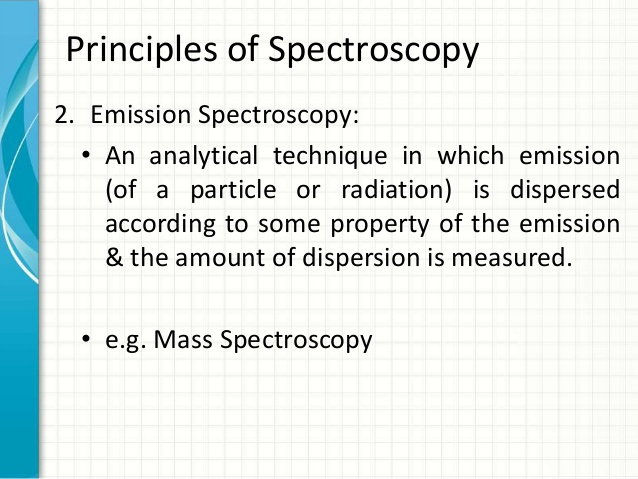 Principles of Spectroscopy
2. Emission Spectroscopy:
• An analytical technique in which emission
(of a particle or radiation) is dispersed
according to some property of the emission
& the amount of dispersion is measured.
• e.g. Mass Spectroscopy